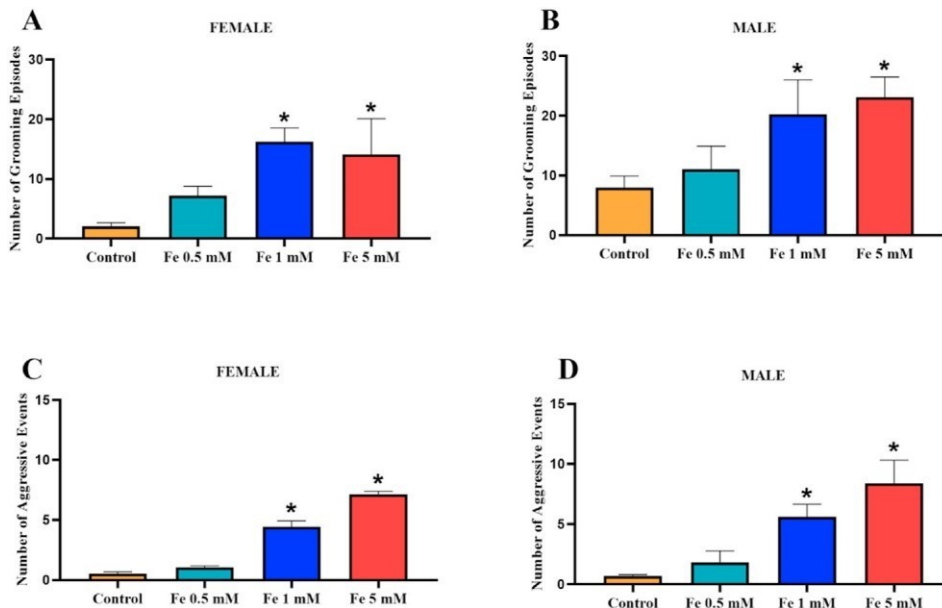 A
FEMALE
Number of Grooming Episodes
30
20
10
0
*
*
Control Fe 0.5 mM Fe 1 mM Fe 5 mM
B
MALE
Number of Grooming Episodes
30
20
10
0
*
*
Control Fe 0.5 mM Fe 1 mM Fe 5 mM
C
FEMALE
Number of Aggressive Events
15
10
5
0
*
*
Control Fe 0.5 mM Fe 1 mM Fe 5 mM
D
MALE
Number of Aggressive Events
15
10
5
0
*
*
Control Fe 0.5 mM Fe 1 mM Fe 5 mM